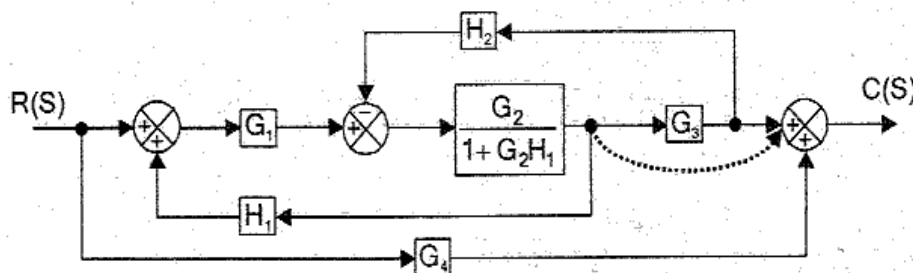 H₂
R(S)
C(S)
+
+
G₁
−
+
G₂
1 + G₂H₁
G₃
+
+
H₁
G₄